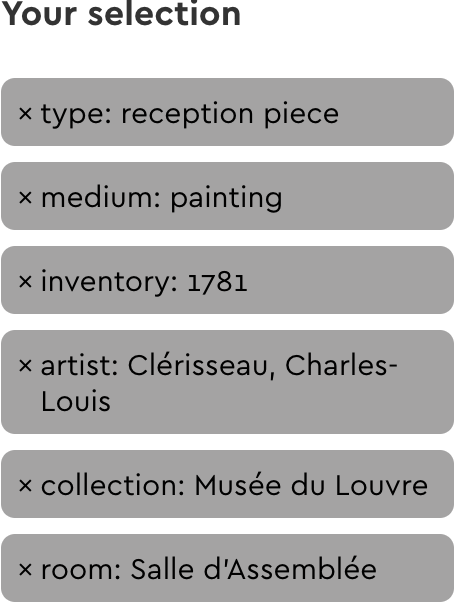 Your selection
× type: reception piece
× medium: painting
× inventory: 1781
× artist: Clérisseau, Charles-
Louis
× collection: Musée du Louvre
× room: Salle d'Assemblée